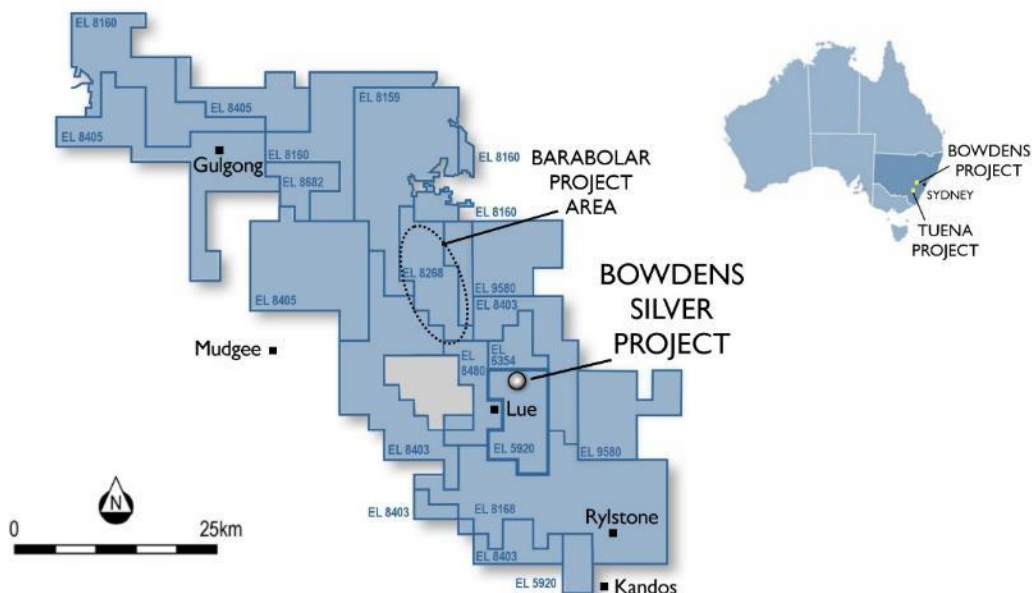 EL 8160
EL 8405
EL 8159
EL 8405
Gulgong
EL 8160
EL 8682
EL 8160
BARABOLAR
PROJECT
AREA
EL 8160
EL 8268
EL 9580
EL 8405
EL 8403
BOWDENS
SILVER
PROJECT
Mudgee
EL
6354
EL
8480
Lue
EL 5920
EL 8403
EL 9580
EL 8403
EL 8168
Rylstone
EL 8403
EL 5920
Kandos
N
0
25km
BOWDENS
PROJECT
SYDNEY
TUENA
PROJECT